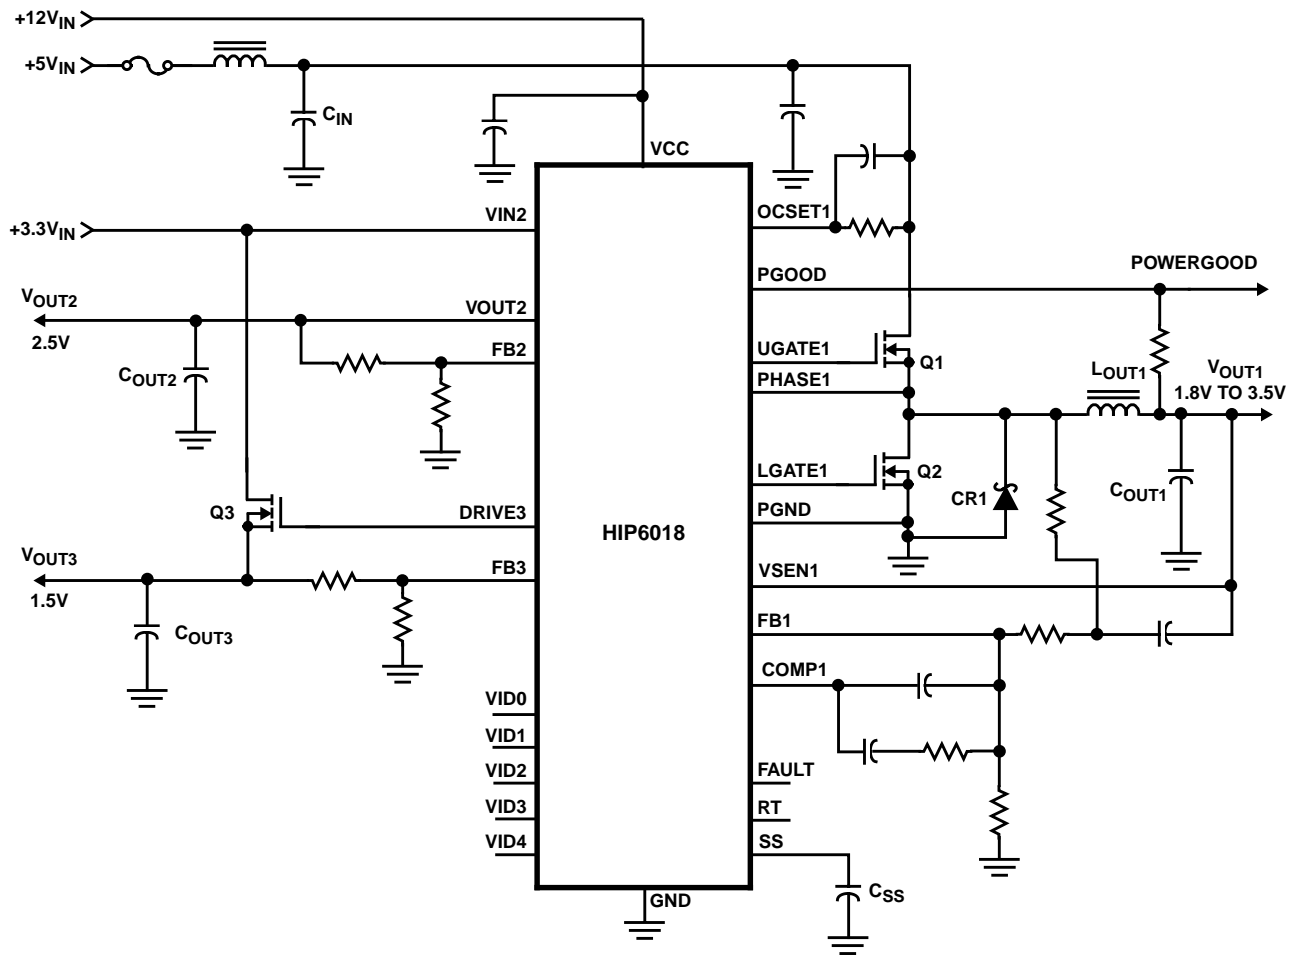 +12VIN
+5VIN
CIN
VCC
+3.3VIN
VIN2
OCSET1
PGOOD
POWERGOOD
VOUT2
2.5V
VOUT2
FB2
COUT2
UGATE1
Q1
PHASE1
LOUT1
VOUT1
1.8V TO 3.5V
LGATE1
Q2
CR1
COUT1
PGND
Q3
DRIVE3
HIP6018
VOUT3
1.5V
FB3
COUT3
VSEN1
FB1
COMP1
VID0
VID1
VID2
VID3
VID4
FAULT
RT
SS
CSS
GND